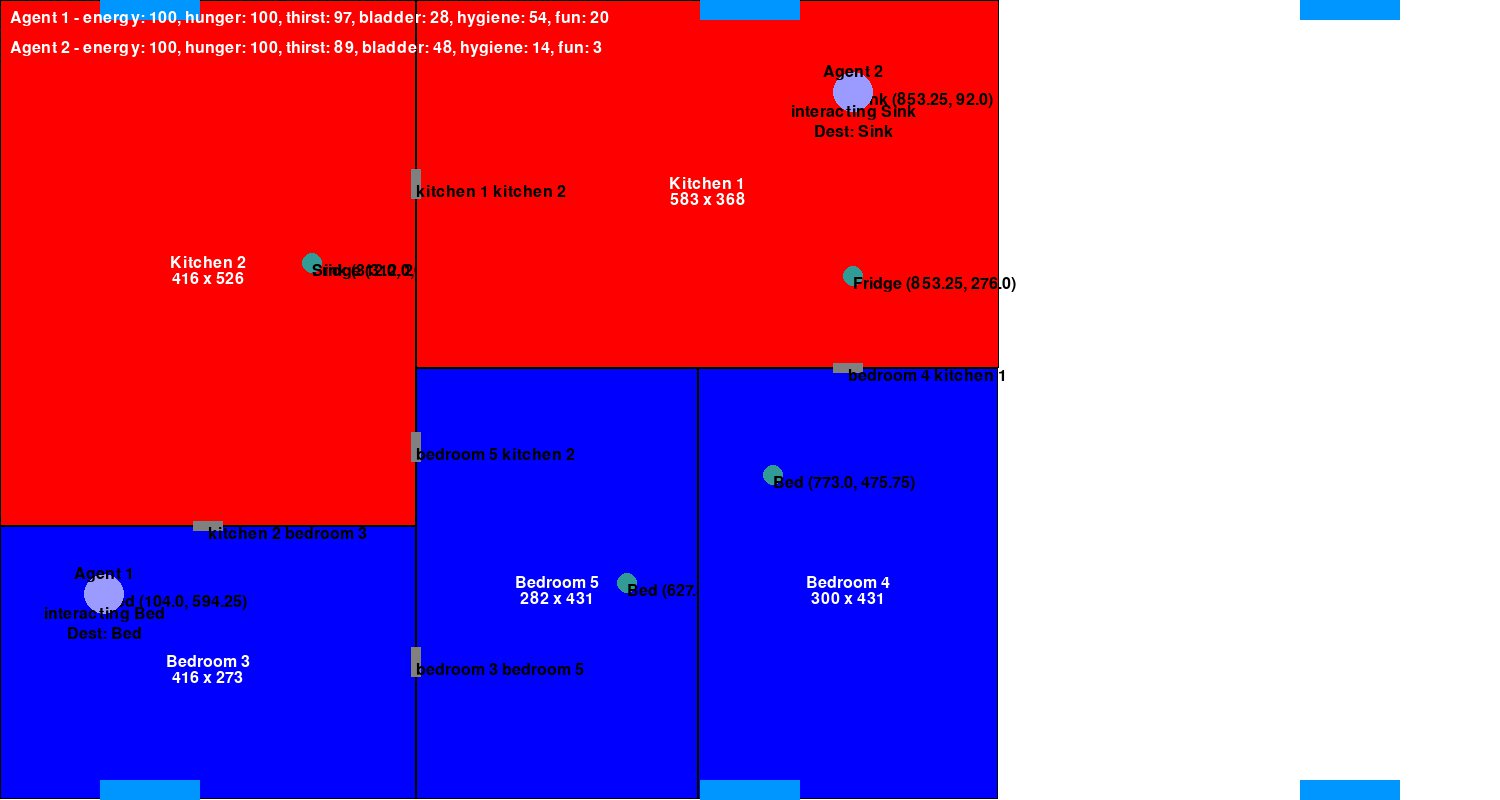 Agent 1 - energy: 100, hunger: 100, thirst: 97, bladder: 28, hygiene: 54, fun: 20
Agent 2 - energy: 100, hunger: 100, thirst: 89, bladder: 48, hygiene: 14, fun: 3
Agent 2
(853.25, 92.0)
interacting Sink
Dest: Sink
Kitchen 1
583 x 368
kitchen 1 kitchen 2
Kitchen 2
416 x 526
Fridge (853.25, 276.0)
bedroom 4 kitchen 1
bedroom 5 kitchen 2
Bed (773.0, 475.75)
kitchen 2 bedroom 3
Agent 1
(104.0, 594.25)
interacting Bed
Dest: Bed
Bedroom 5
282 x 431
Bed (627.
Bedroom 4
300 x 431
Bedroom 3
416 x 273
bedroom 3 bedroom 5